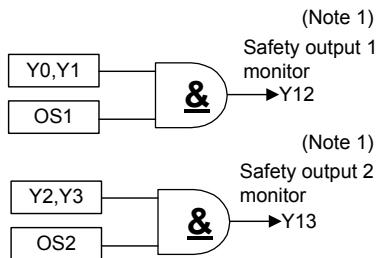 (Note 1)
Safety output 1
monitor
Y0,Y1
&
Y12
OS1
(Note 1)
Safety output 2
monitor
Y2,Y3
&
Y13
OS2